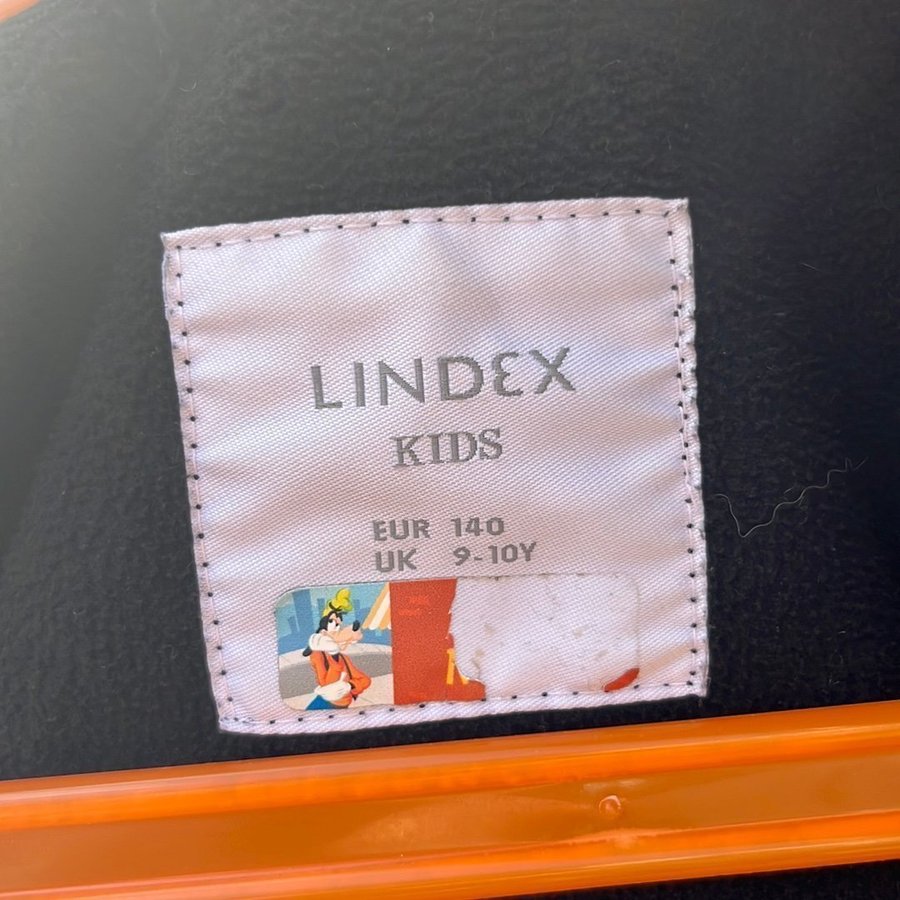 LINDEX
KIDS
EUR 140
UK 9-10Y